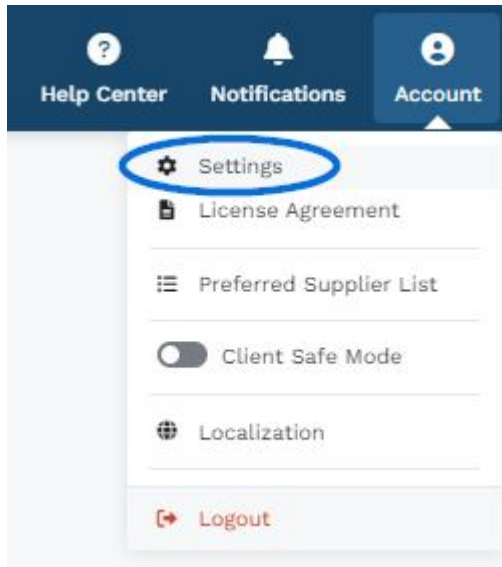 Help Center Notifications Account
Settings
License Agreement
Preferred Supplier List
Client Safe Mode
Localization
Logout